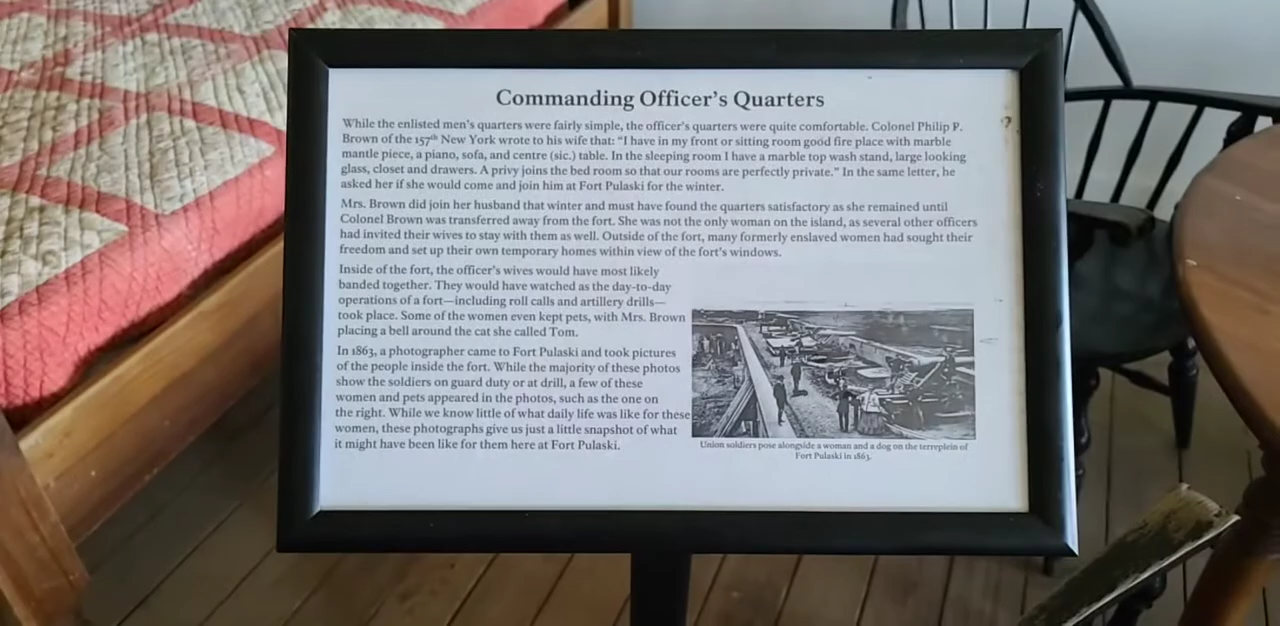 Commanding Officer's Quarters
While the enlisted men's quarters were fairly simple, the officer's quarters were quite comfortable. Colonel Philip P.
Brown of the 157th New York wrote to his wife that: "I have in my front or sitting room good fire place with marble
mantle piece, a piano, sofa, and centre (sic.) table. In the sleeping room I have a marble top wash stand, large looking
glass, closet and drawers. A privy joins the bed room so that our rooms are perfectly private." In the same letter, he
asked her if she would come and join him at Fort Pulaski for the winter.
Mrs. Brown did join her husband that winter and must have found the quarters satisfactory as she remained until
Colonel Brown was transferred away from the fort. She was not the only woman on the island, as several other officers
had invited their wives to stay with them as well. Outside of the fort, many formerly enslaved women had sought their
freedom and set up their own temporary homes within view of the fort's windows.
Inside of the fort, the officer's wives would have most likely
banded together. They would have watched as the day-to-day
operations of a fort—including roll calls and artillery drills—
took place. Some of the women even kept pets, with Mrs. Brown
placing a bell around the cat she called Tom.
In 1863, a photographer came to Fort Pulaski and took pictures
of the people inside the fort. While the majority of these photos
show the soldiers on guard duty or at drill, a few of these
women and pets appeared in the photos, such as the one on
the right. While we know little of what daily life was like for these
women, these photographs give us just a little snapshot of what
it might have been like for them here at Fort Pulaski.
Union soldiers pose alongside a woman and a dog on the terreplein of
Fort Pulaski in 1863.